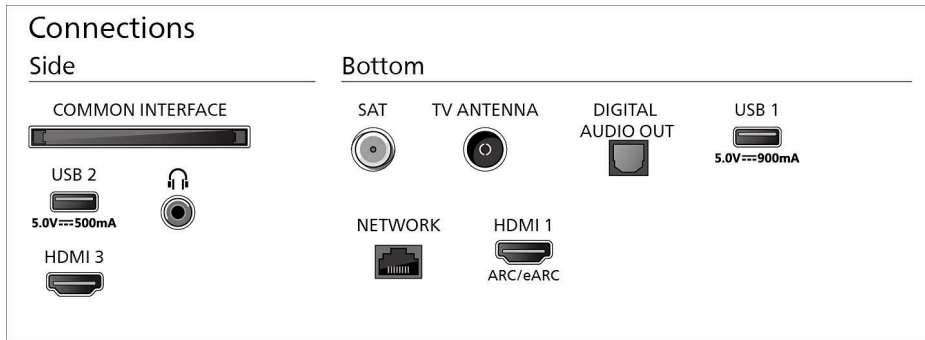 Connections
Side
COMMON INTERFACE
USB 2
5.0V⎓500mA
HDMI 3
Bottom
SAT
TV ANTENNA
DIGITAL
AUDIO OUT
USB 1
5.0V⎓900mA
NETWORK
HDMI 1
ARC/eARC